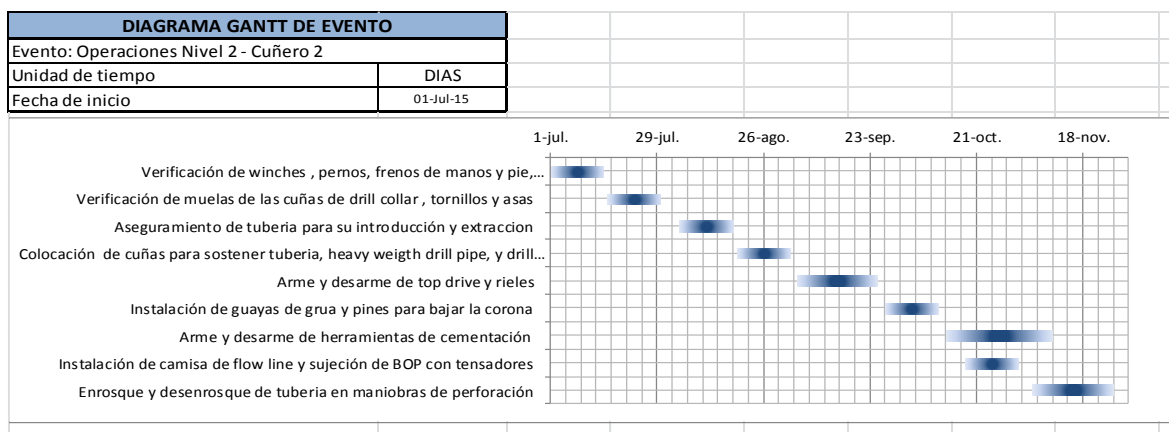 DIAGRAMA GANTT DE EVENTO
Evento: Operaciones Nivel 2 - Cuñero 2
Unidad de tiempo DIAS
Fecha de inicio 01-Jul-15
1-jul. 29-jul. 26-ago. 23-sep. 21-oct. 18-nov.
Verificación de winches , pernos, frenos de manos y pie,...
Verificación de muelas de las cuñas de drill collar , tornillos y asas
Aseguramiento de tuberia para su introducción y extraccion
Colocación de cuñas para sostener tuberia, heavy weigth drill pipe, y drill...
Arme y desarme de top drive y rieles
Instalación de guayas de grua y pines para bajar la corona
Arme y desarme de herramientas de cementación
Instalación de camisa de flow line y sujeción de BOP con tensadores
Enrosque y desenrosque de tuberia en maniobras de perforación